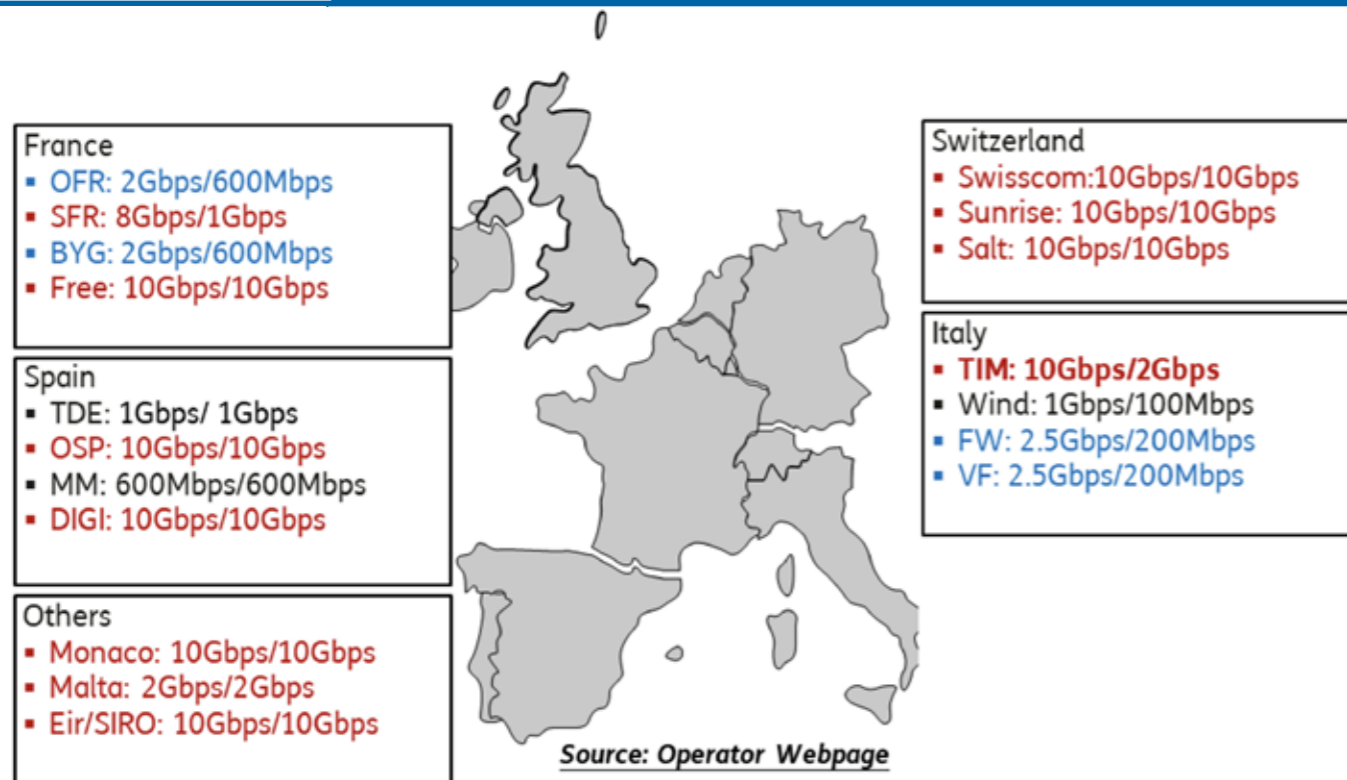 France
▪ OFR: 2Gbps/600Mbps
▪ SFR: 8Gbps/1Gbps
▪ BYG: 2Gbps/600Mbps
▪ Free: 10Gbps/10Gbps
Spain
▪ TDE: 1Gbps/ 1Gbps
▪ OSP: 10Gbps/10Gbps
▪ MM: 600Mbps/600Mbps
▪ DIGI: 10Gbps/10Gbps
Others
▪ Monaco: 10Gbps/10Gbps
▪ Malta: 2Gbps/2Gbps
▪ Eir/SIRO: 10Gbps/10Gbps
Switzerland
▪ Swisscom:10Gbps/10Gbps
▪ Sunrise: 10Gbps/10Gbps
▪ Salt: 10Gbps/10Gbps
Italy
▪ TIM: 10Gbps/2Gbps
▪ Wind: 1Gbps/100Mbps
▪ FW: 2.5Gbps/200Mbps
▪ VF: 2.5Gbps/200Mbps
Source: Operator Webpage